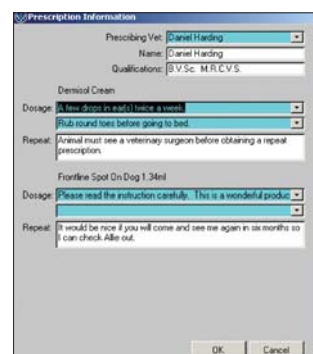 Prescription Information
Prescribing Vet: Daniel Harding
Name: Daniel Harding
Qualifications: B.V.Sc. M.R.C.V.S.
Dermisol Cream
Dosage: A few drops in ear(s) twice a week.
Rub round toes before going to bed.
Repeat: Animal must see a veternary surgeon before obtaining a repeat
prescription.
Frontline Spot On Dog 1.34ml
Dosage: Please read the instruction carefully. This is a wonderful produc
Repeat: It would be nice if you will come and see me again in six months so
I can check Allie out.
OK Cancel